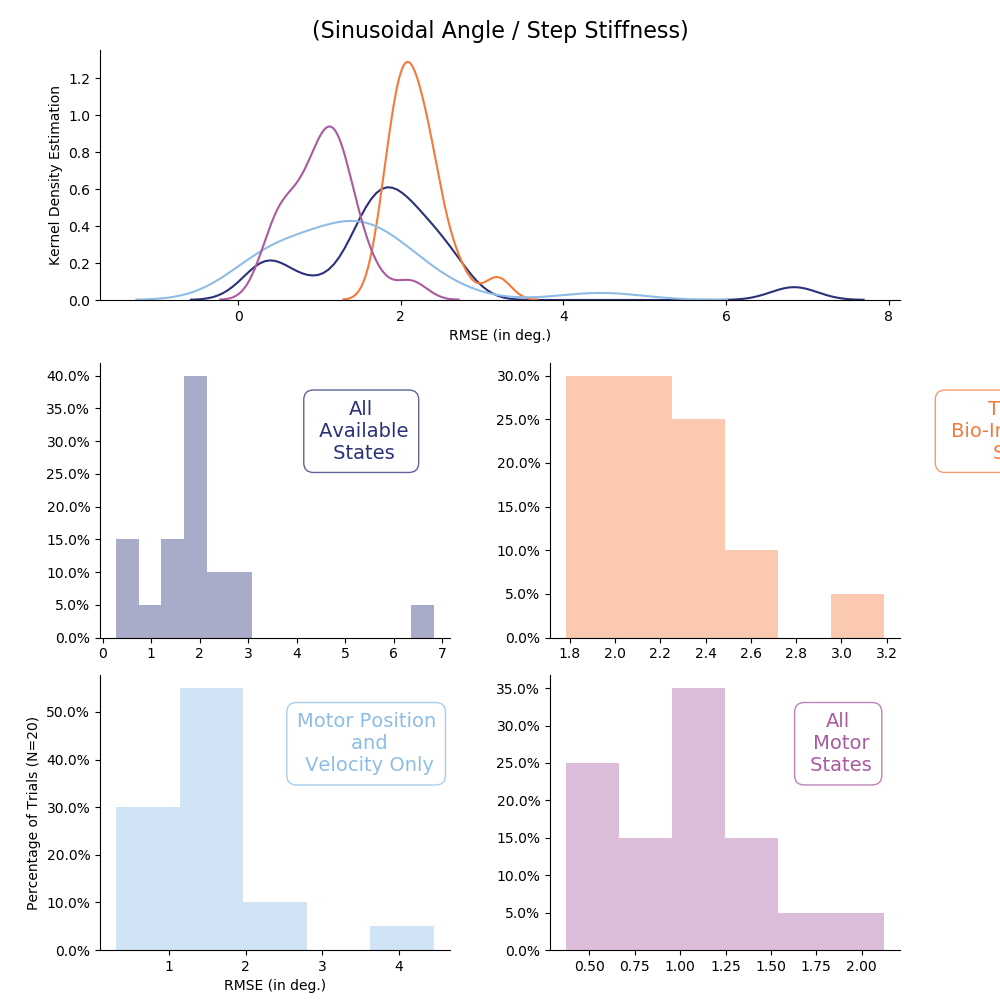 (Sinusoidal Angle / Step Stiffness)
Kernel Density Estimation
1.2
1.0
0.8
0.6
0.4
0.2
0.0
0 2 4 6 8
RMSE (in deg.)
40.0%
35.0%
30.0%
25.0%
20.0%
15.0%
10.0%
5.0%
0.0%
0 1 2 3 4 5 6 7
All
Available
States
30.0%
25.0%
20.0%
15.0%
10.0%
5.0%
0.0%
1.8 2.0 2.2 2.4 2.6 2.8 3.0 3.2
Percentage of Trials (N=20)
50.0%
40.0%
30.0%
20.0%
10.0%
0.0%
1 2 3 4
RMSE (in deg.)
Motor Position
and
Velocity Only
35.0%
30.0%
25.0%
20.0%
15.0%
10.0%
5.0%
0.0%
0.50 0.75 1.00 1.25 1.50 1.75 2.00
All
Motor
States